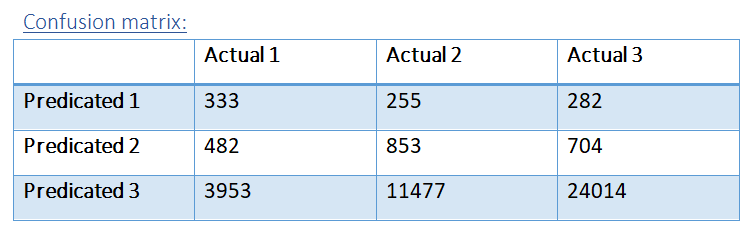 Confusion matrix:
Actual 1 Actual 2 Actual 3
Predicated 1 333 255 282
Predicated 2 482 853 704
Predicated 3 3953 11477 24014